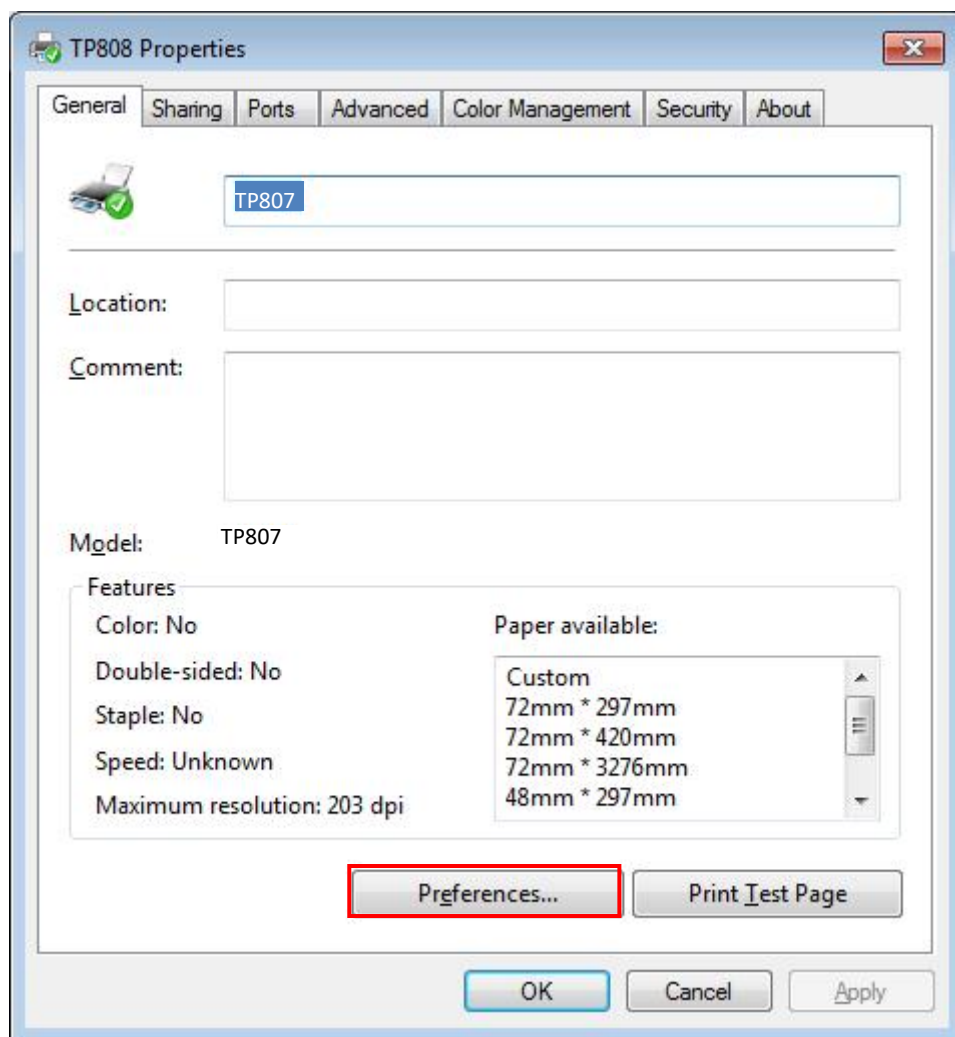 TP808 Properties
General Sharing Ports Advanced Color Management Security About
TP807
Location:
Comment:
Model: TP807
Features
Color: No
Paper available:
Double-sided: No
Custom
72mm * 297mm
Staple: No
72mm * 420mm
Speed: Unknown
72mm * 3276mm
Maximum resolution: 203 dpi
48mm * 297mm
Preferences... Print Test Page
OK Cancel Apply